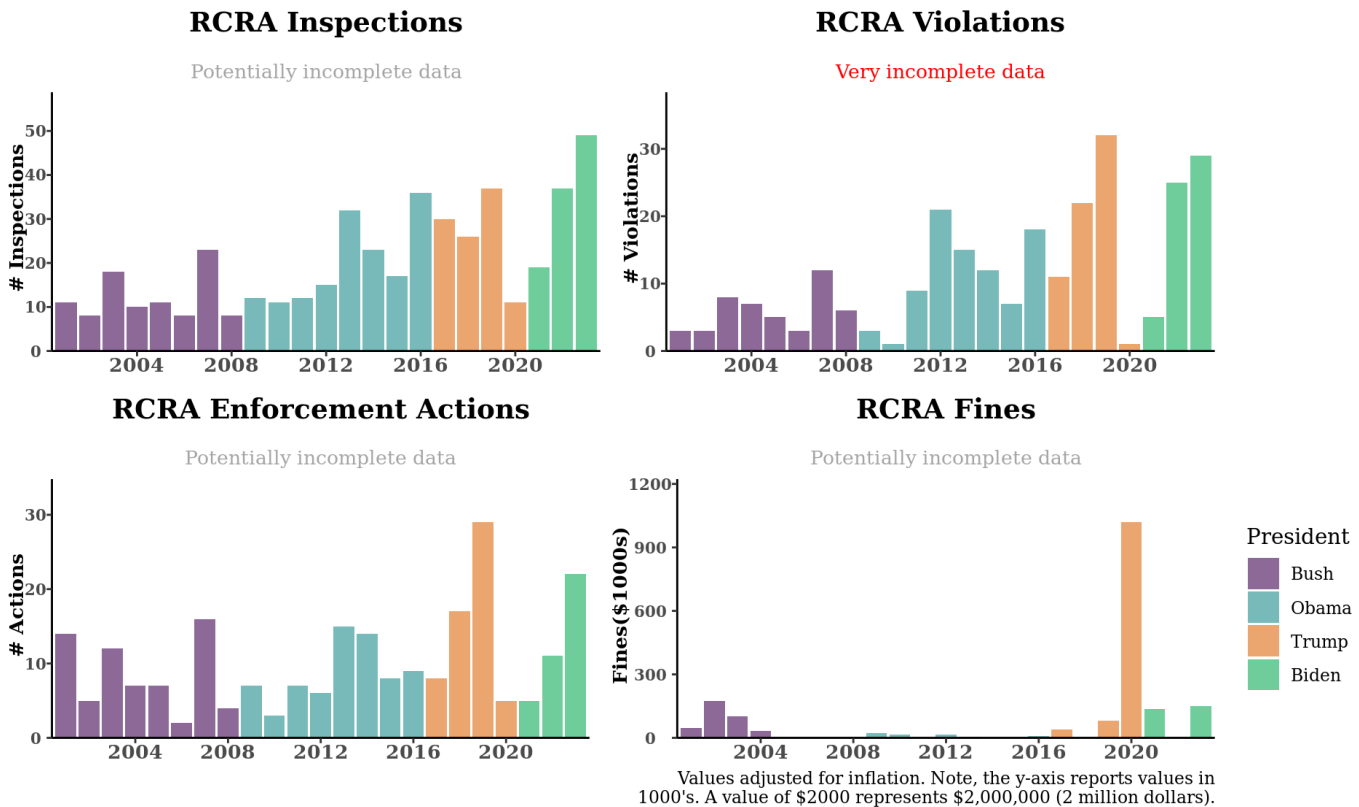 RCRA Inspections
Potentially incomplete data
# Inspections
50
40
30
20
10
0
2004 2008 2012 2016 2020
RCRA Violations
Very incomplete data
# Violations
30
20
10
0
2004 2008 2012 2016 2020
RCRA Enforcement Actions
Potentially incomplete data
# Actions
30
20
10
0
2004 2008 2012 2016 2020
RCRA Fines
Potentially incomplete data
Fines($1000s)
1200
900
600
300
0
2004 2008 2012 2016 2020
President
Bush
Obama
Trump
Biden
Values adjusted for inflation. Note, the y-axis reports values in
1000's. A value of $2000 represents $2,000,000 (2 million dollars).